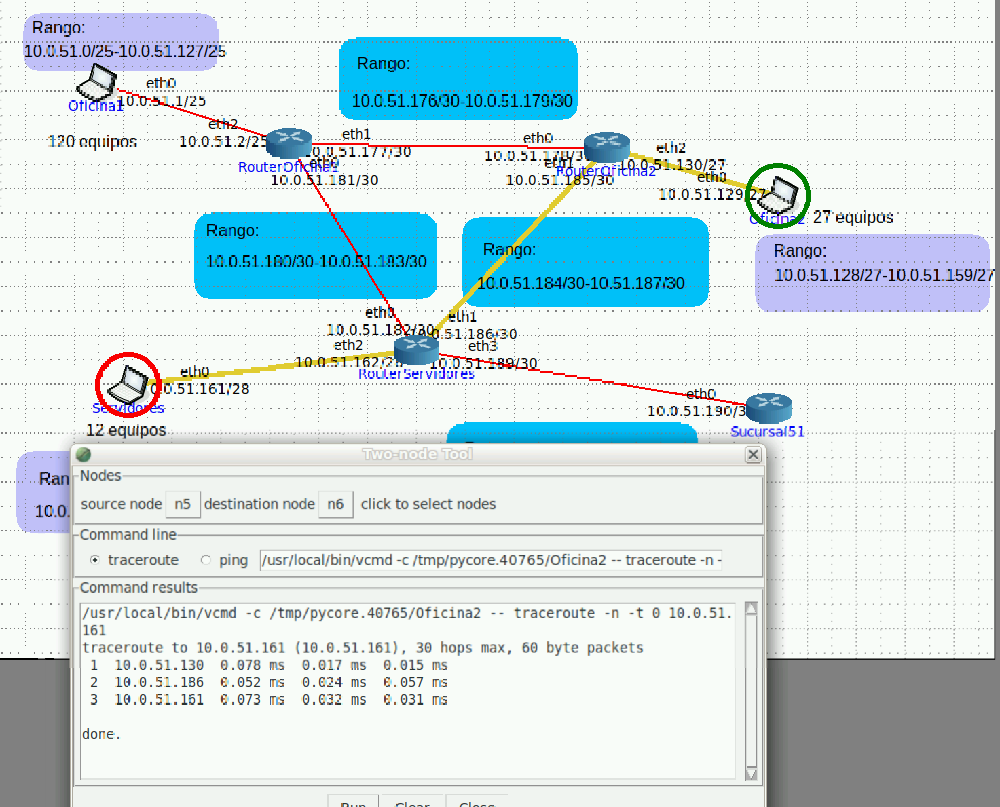 Rango:
10.0.51.0/25-10.0.51.127/25
eth0
10.0.51.1/25
Oficina1
120 equipos
eth2
10.0.51.2/25
RouterOficina1
eth1
10.0.51.177/30
eth0
10.0.51.181/30
Rango:
10.0.51.176/30-10.0.51.179/30
eth0
10.0.51.178/30
eth1
10.0.51.185/30
RouterOficina2
eth2
10.0.51.130/27
eth0
10.0.51.129/27
Oficina2
27 equipos
Rango:
10.0.51.128/27-10.0.51.159/27
Rango:
10.0.51.180/30-10.0.51.183/30
Rango:
10.0.51.184/30-10.51.187/30
eth0
10.0.51.182/30
eth1
10.0.51.186/30
eth2
10.0.51.162/28
eth3
10.0.51.189/30
RouterServidores
eth0
0.0.51.161/28
Servidores
12 equipos
eth0
10.0.51.190/3
Sucursal51
Ran
10.0.
Two-node Tool
Nodes
source node n5 destination node n6 click to select nodes
Command line
traceroute ping /usr/local/bin/vcmd -c /tmp/pycore.40765/Oficina2 -- traceroute -n -
Command results
/usr/local/bin/vcmd -c /tmp/pycore.40765/Oficina2 -- traceroute -n -t 0 10.0.51.
161
traceroute to 10.0.51.161 (10.0.51.161), 30 hops max, 60 byte packets
1 10.0.51.130 0.078 ms 0.017 ms 0.015 ms
2 10.0.51.186 0.052 ms 0.024 ms 0.057 ms
3 10.0.51.161 0.073 ms 0.032 ms 0.031 ms
done.
Run Clear Close